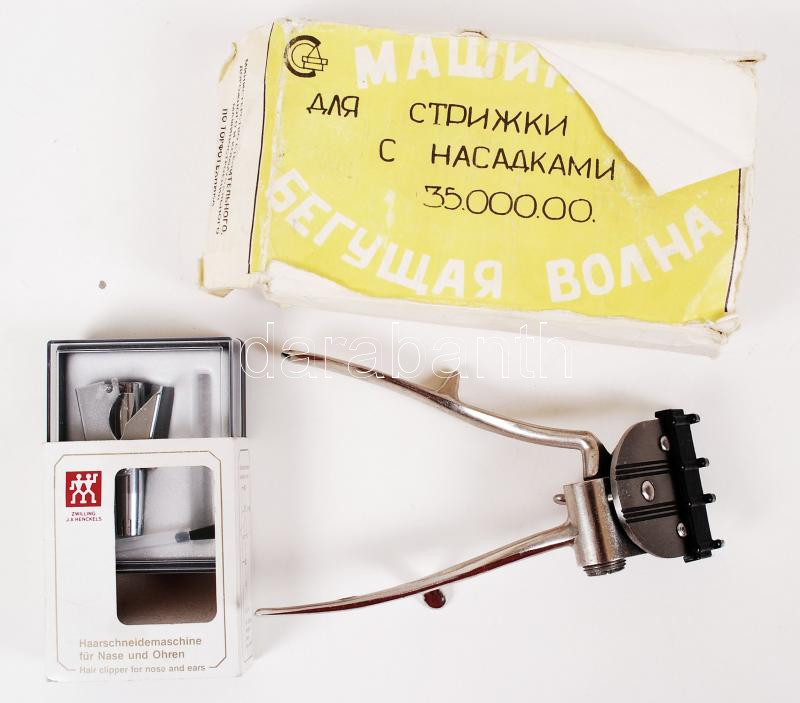 МАШИН
ДЛЯ СТРИЖКИ
С НАСАДКАМИ
35.000.00.
БЕГУЩАЯ ВОЛНА
darabanth
ZWILLING
J.A.HENCKELS
Haarschneidemaschine
für Nase und Ohren
Hair clipper for nose and ears